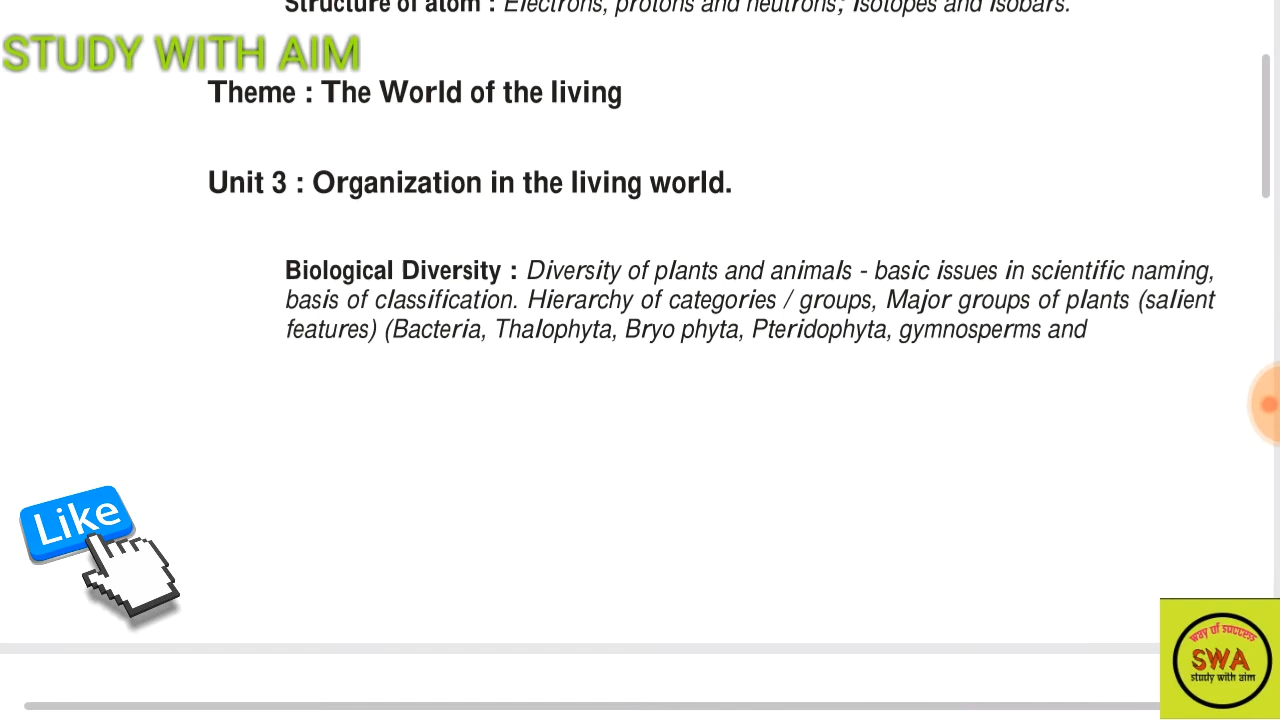 Structure of atom : Electrons, protons and neutrons; Isotopes and Isobars.
STUDY WITH AIM
Theme : The World of the living
Unit 3 : Organization in the living world.
Biological Diversity : Diversity of plants and animals - basic issues in scientific naming,
basis of classification. Hierarchy of categories / groups, Major groups of plants (salient
features) (Bacteria, Thalophyta, Bryo phyta, Pteridophyta, gymnosperms and
Like
way of success
SWA
study with aim